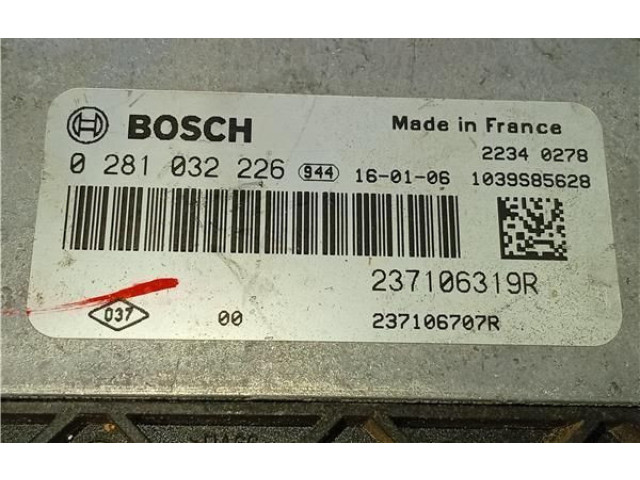 BOSCH Made in France
2234 0278
0 281 032 226 944 16-01-06 1039S85628
237106319R
037 00 237106707R